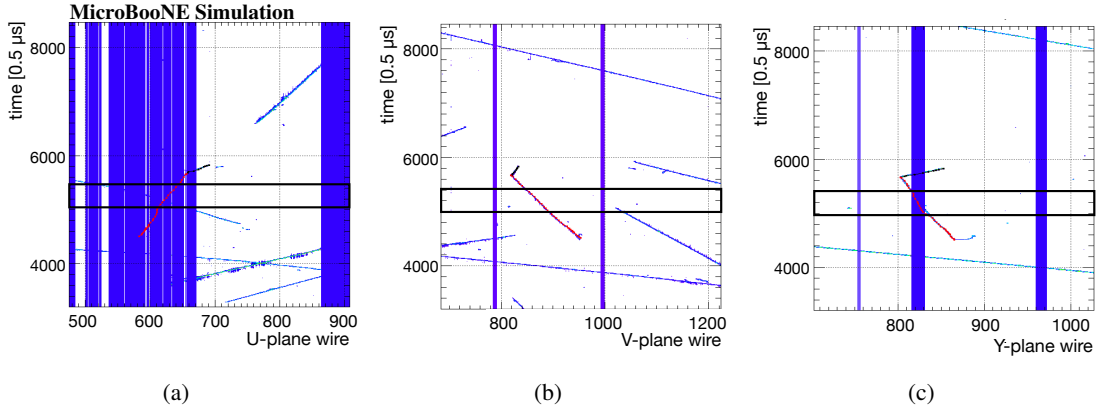 MicroBooNE Simulation
time [0.5 µs]
8000
6000
4000
500 600 700 800 900
U-plane wire
(a)
time [0.5 µs]
8000
6000
4000
800 1000 1200
V-plane wire
(b)
time [0.5 µs]
8000
6000
4000
800 900 1000
Y-plane wire
(c)